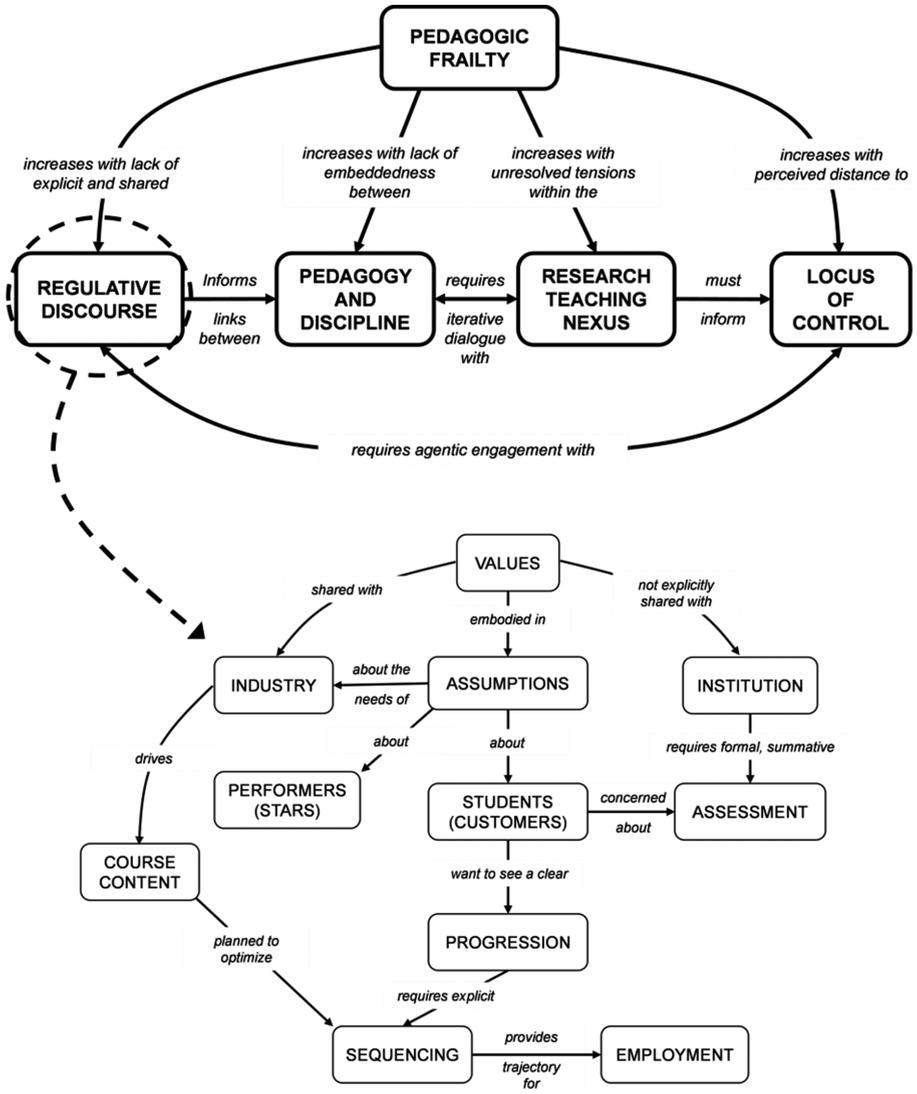 PEDAGOGIC
FRAILTY
increases with lack of
explicit and shared
increases with lack of
embeddedness
between
increases with
unresolved tensions
within the
increases with
perceived distance to
REGULATIVE
DISCOURSE
Informs
links
between
PEDAGOGY
AND
DISCIPLINE
requires
iterative
dialogue
with
RESEARCH
TEACHING
NEXUS
must
inform
LOCUS
OF
CONTROL
requires agentic engagement with
VALUES
shared with
embodied in
not explicitly
shared with
INDUSTRY
about the
needs of
ASSUMPTIONS
INSTITUTION
drives
about
about
requires formal, summative
PERFORMERS
(STARS)
STUDENTS
(CUSTOMERS)
concerned
about
ASSESSMENT
COURSE
CONTENT
want to see a clear
planned to
optimize
PROGRESSION
requires explicit
SEQUENCING
provides
trajectory
for
EMPLOYMENT